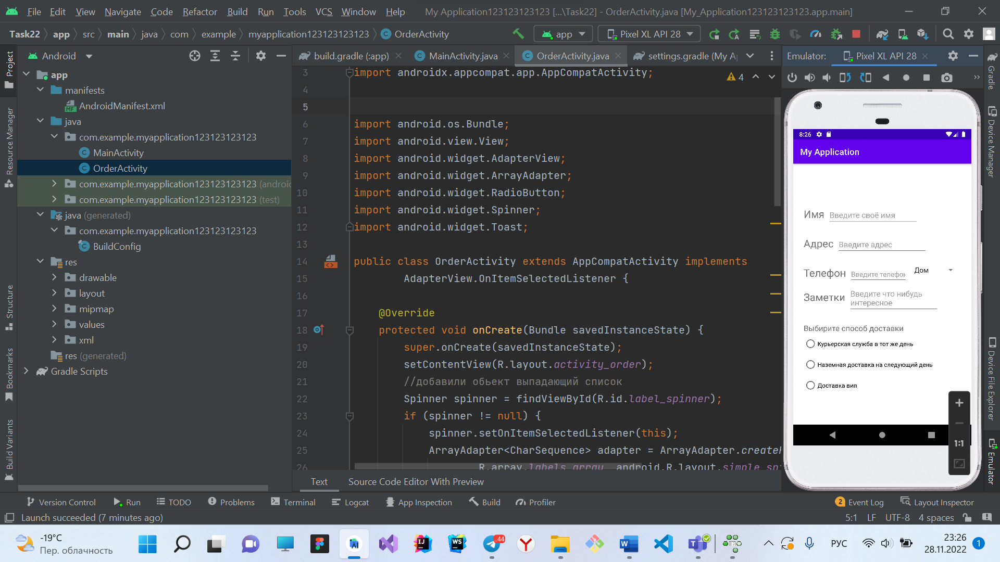 File Edit View Navigate Code Refactor Build Run Tools VCS Window Help My Application123123123123 [...\Task22] - OrderActivity.java [My_Application123123123123.app.main]
Task22 app src main java com example myapplication123123123123 OrderActivity app Pixel XL API 28
Project
Resource Manager
Structure
Bookmarks
Build Variants
Android
app
manifests
AndroidManifest.xml
java
com.example.myapplication123123123123
MainActivity
OrderActivity
com.example.myapplication123123123123 (android
com.example.myapplication123123123123 (test)
java (generated)
com.example.myapplication123123123123
BuildConfig
res
drawable
layout
mipmap
values
xml
res (generated)
Gradle Scripts
build.gradle (:app) MainActivity.java OrderActivity.java settings.gradle (My A
4
3 import androidx.appcompat.app.AppCompatActivity;
4
5
6 import android.os.Bundle;
7 import android.view.View;
8 import android.widget.AdapterView;
9 import android.widget.ArrayAdapter;
10 import android.widget.RadioButton;
11 import android.widget.Spinner;
12 import android.widget.Toast;
13
14 public class OrderActivity extends AppCompatActivity implements
15 AdapterView.OnItemSelectedListener {
16
17 @Override
18 protected void onCreate(Bundle savedInstanceState) {
19 super.onCreate(savedInstanceState);
20 setContentView(R.layout.activity_order);
21 //добавили обьект выпадающий список
22 Spinner spinner = findViewById(R.id.label_spinner);
23 if (spinner != null) {
24 spinner.setOnItemSelectedListener(this);
25 ArrayAdapter<CharSequence> adapter = ArrayAdapter.create
26 R.array.labels_array, android.R.layout.simple_sp
Text Source Code Editor With Preview
Emulator: Pixel XL API 28
8:26
My Application
Имя Введите своё имя
Адрес Введите адрес
Телефон Введите телефон Дом
Заметки Введите что нибудь
интересное
Выбирите способ доставки
Курьерская служба в тот же день
Наземная доставка на следующий день
Доставка вип
1:1
Gradle
Device Manager
Device File Explorer
Emulator
Version Control Run TODO Problems Terminal Logcat App Inspection Build Profiler 2 Event Log Layout Inspector
Launch succeeded (7 minutes ago) 5:1 LF UTF-8 4 spaces
-19°C
Пер. облачность
IJ
WS
44
РУС
23:26
28.11.2022
1